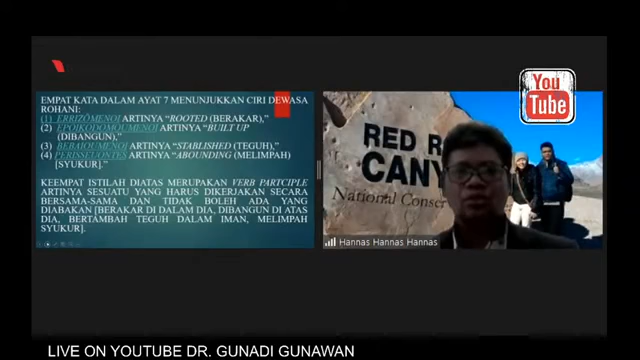 EMPAT KATA DALAM AYAT 7 MENUNJUKKAN CIRI DEWASA
ROHANI:
(1) ERRIZŌMENOI ARTINYA “ROOTED (BERAKAR),”
(2) EPOIKODOMOUMENOI ARTINYA “BUILT UP
(DIBANGUN),”
(3) BEBAIOUMENOI ARTINYA “STABLISHED (TEGUH),”
(4) PERISSEUONTES ARTINYA “ABOUNDING (MELIMPAH)
[SYUKUR].”
KEEMPAT ISTILAH DIATAS MERUPAKAN VERB PARTICIPLE
ARTINYA SESUATU YANG HARUS DIKERJAKAN SECARA
BERSAMA-SAMA DAN TIDAK BOLEH ADA YANG
DIABAKAN [BERAKAR DI DALAM DIA, DIBANGUN DI ATAS
DIA, BERTAMBAH TEGUH DALAM IMAN, MELIMPAH
SYUKUR].
You
Tube
RED R
CANY
National Conser
Hannas Hannas Hannas
LIVE ON YOUTUBE DR. GUNADI GUNAWAN